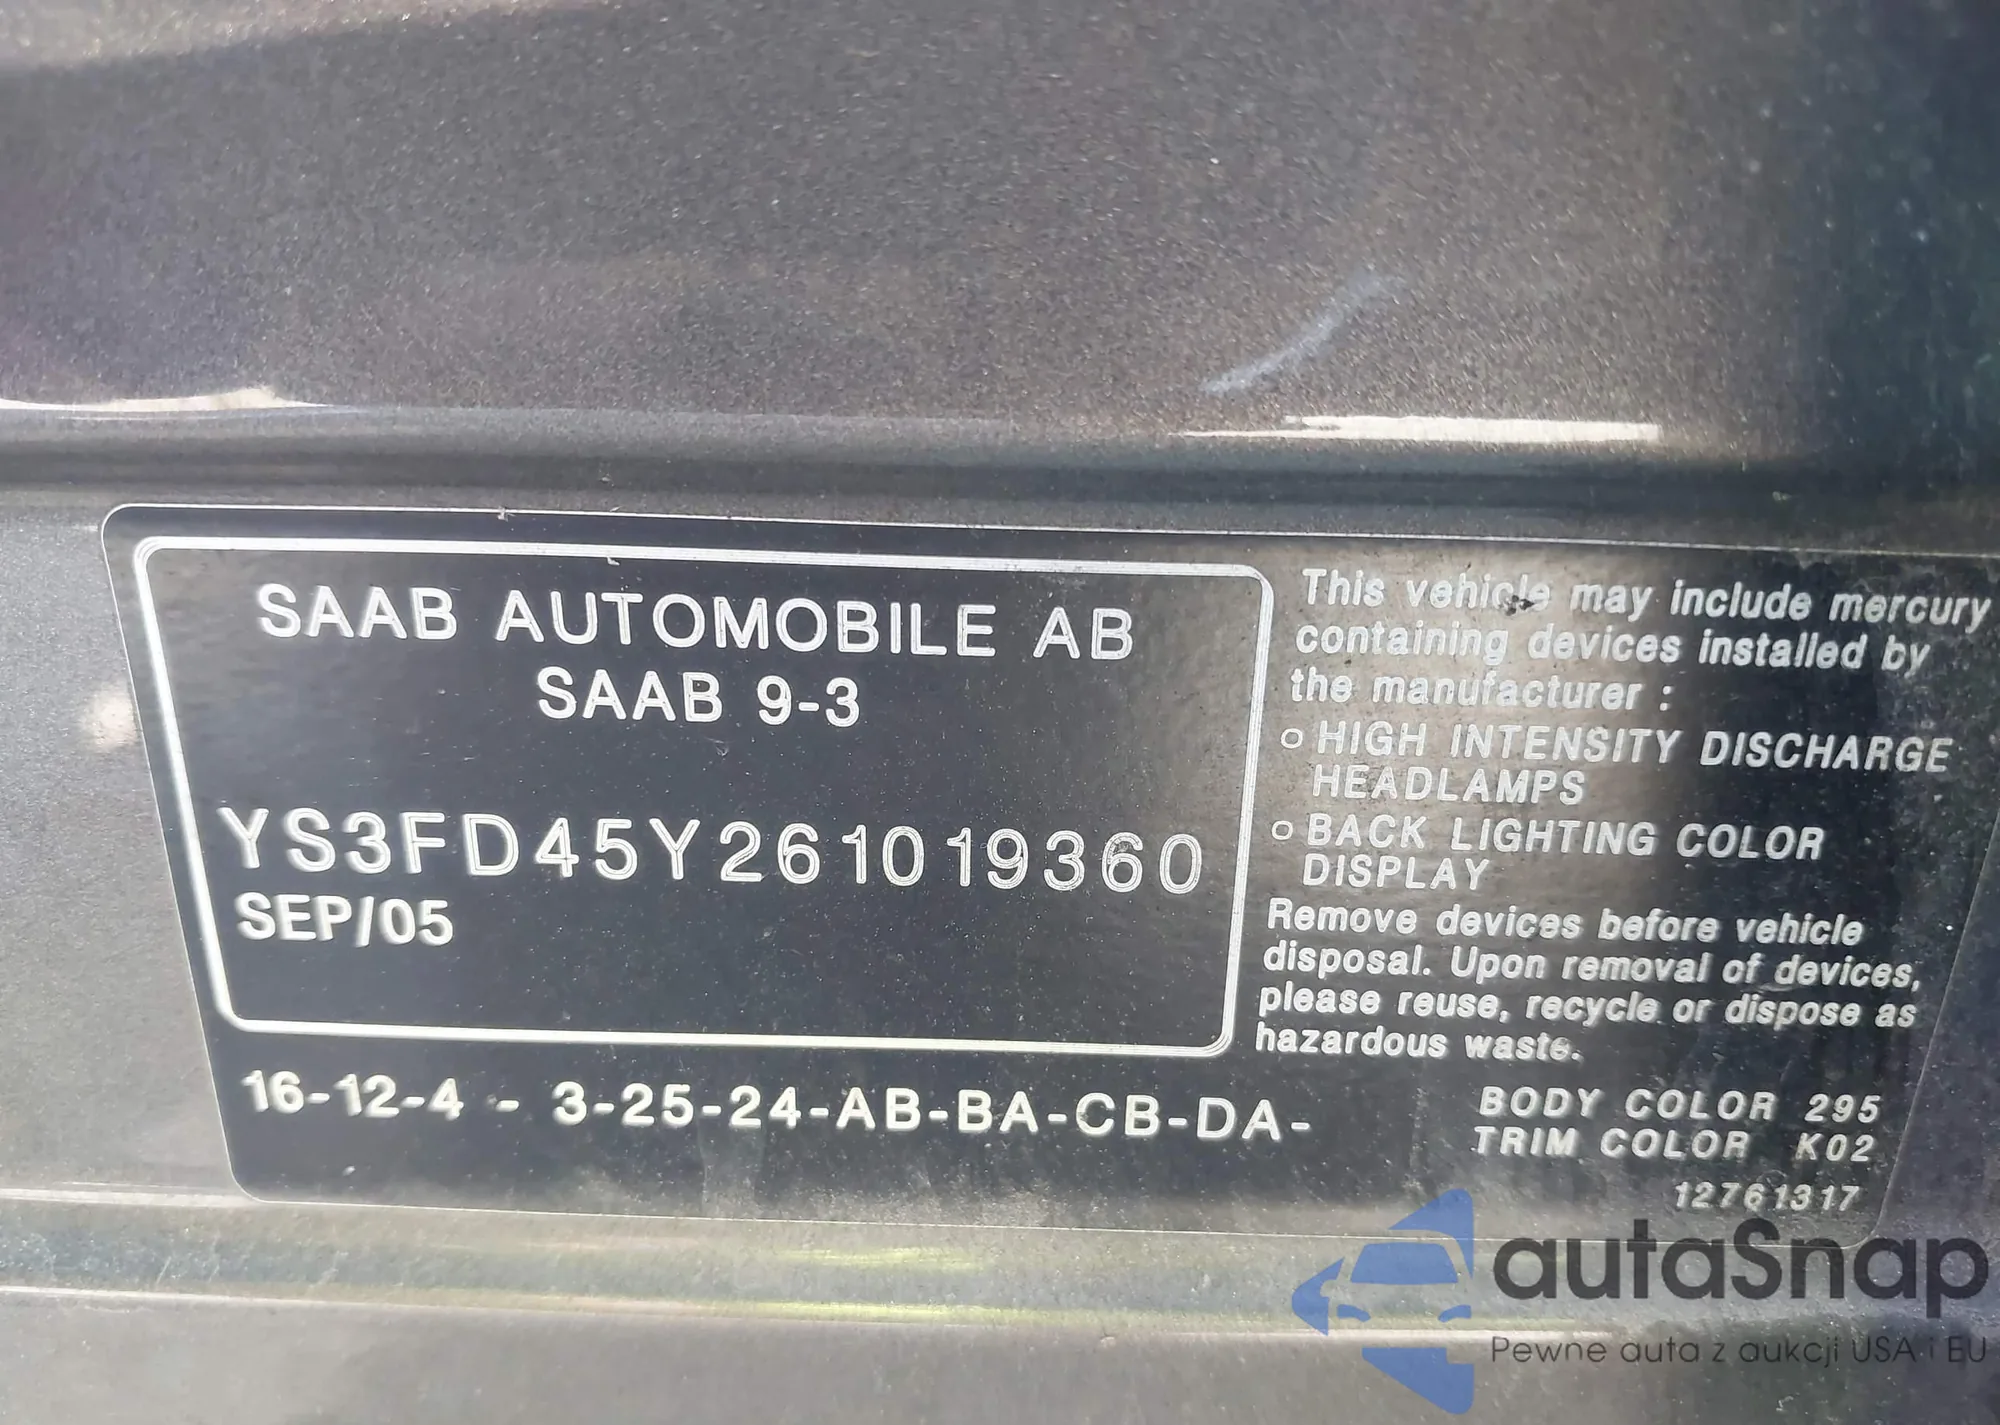 SAAB AUTOMOBILE AB
SAAB 9-3
YS3FD45Y261019360
SEP/05
16-12-4 - 3-25-24-AB-BA-CB-DA-
This vehicle may include mercury
containing devices installed by
the manufacturer :
o HIGH INTENSITY DISCHARGE
HEADLAMPS
o BACK LIGHTING COLOR
DISPLAY
Remove devices before vehicle
disposal. Upon removal of devices,
please reuse, recycle or dispose as
hazardous waste.
BODY COLOR 295
TRIM COLOR K02
12761317
autaSnap
Pewne auta z aukcji USA i EU